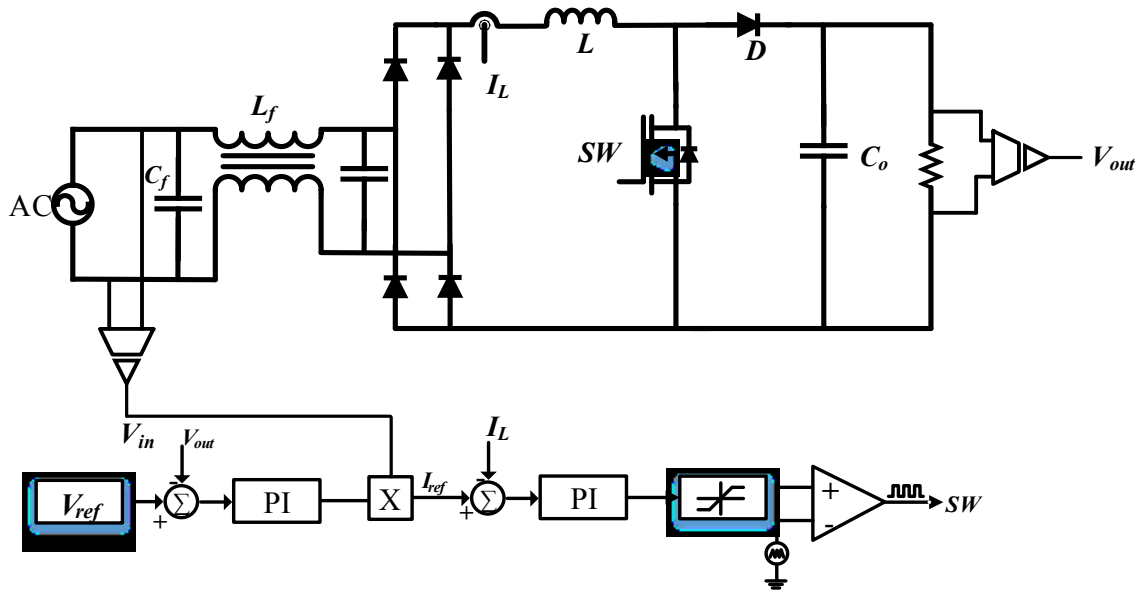 L
D
I_L
L_f
SW
C_o
V_out
C_f
AC
V_in
V_out
I_L
V_ref
-
Σ
+
PI
X
I_ref
-
Σ
+
PI
+
-
SW